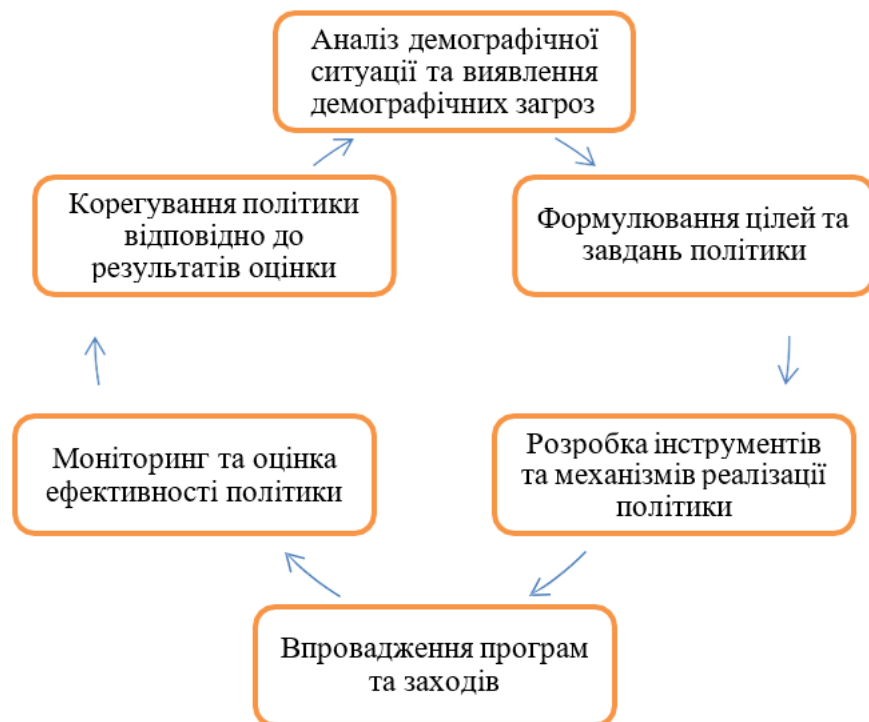 Аналіз демографічної
ситуації та виявлення
демографічних загроз
Формулювання цілей та
завдань політики
Розробка інструментів
та механізмів реалізації
політики
Впровадження програм
та заходів
Моніторинг та оцінка
ефективності політики
Корегування політики
відповідно до
результатів оцінки